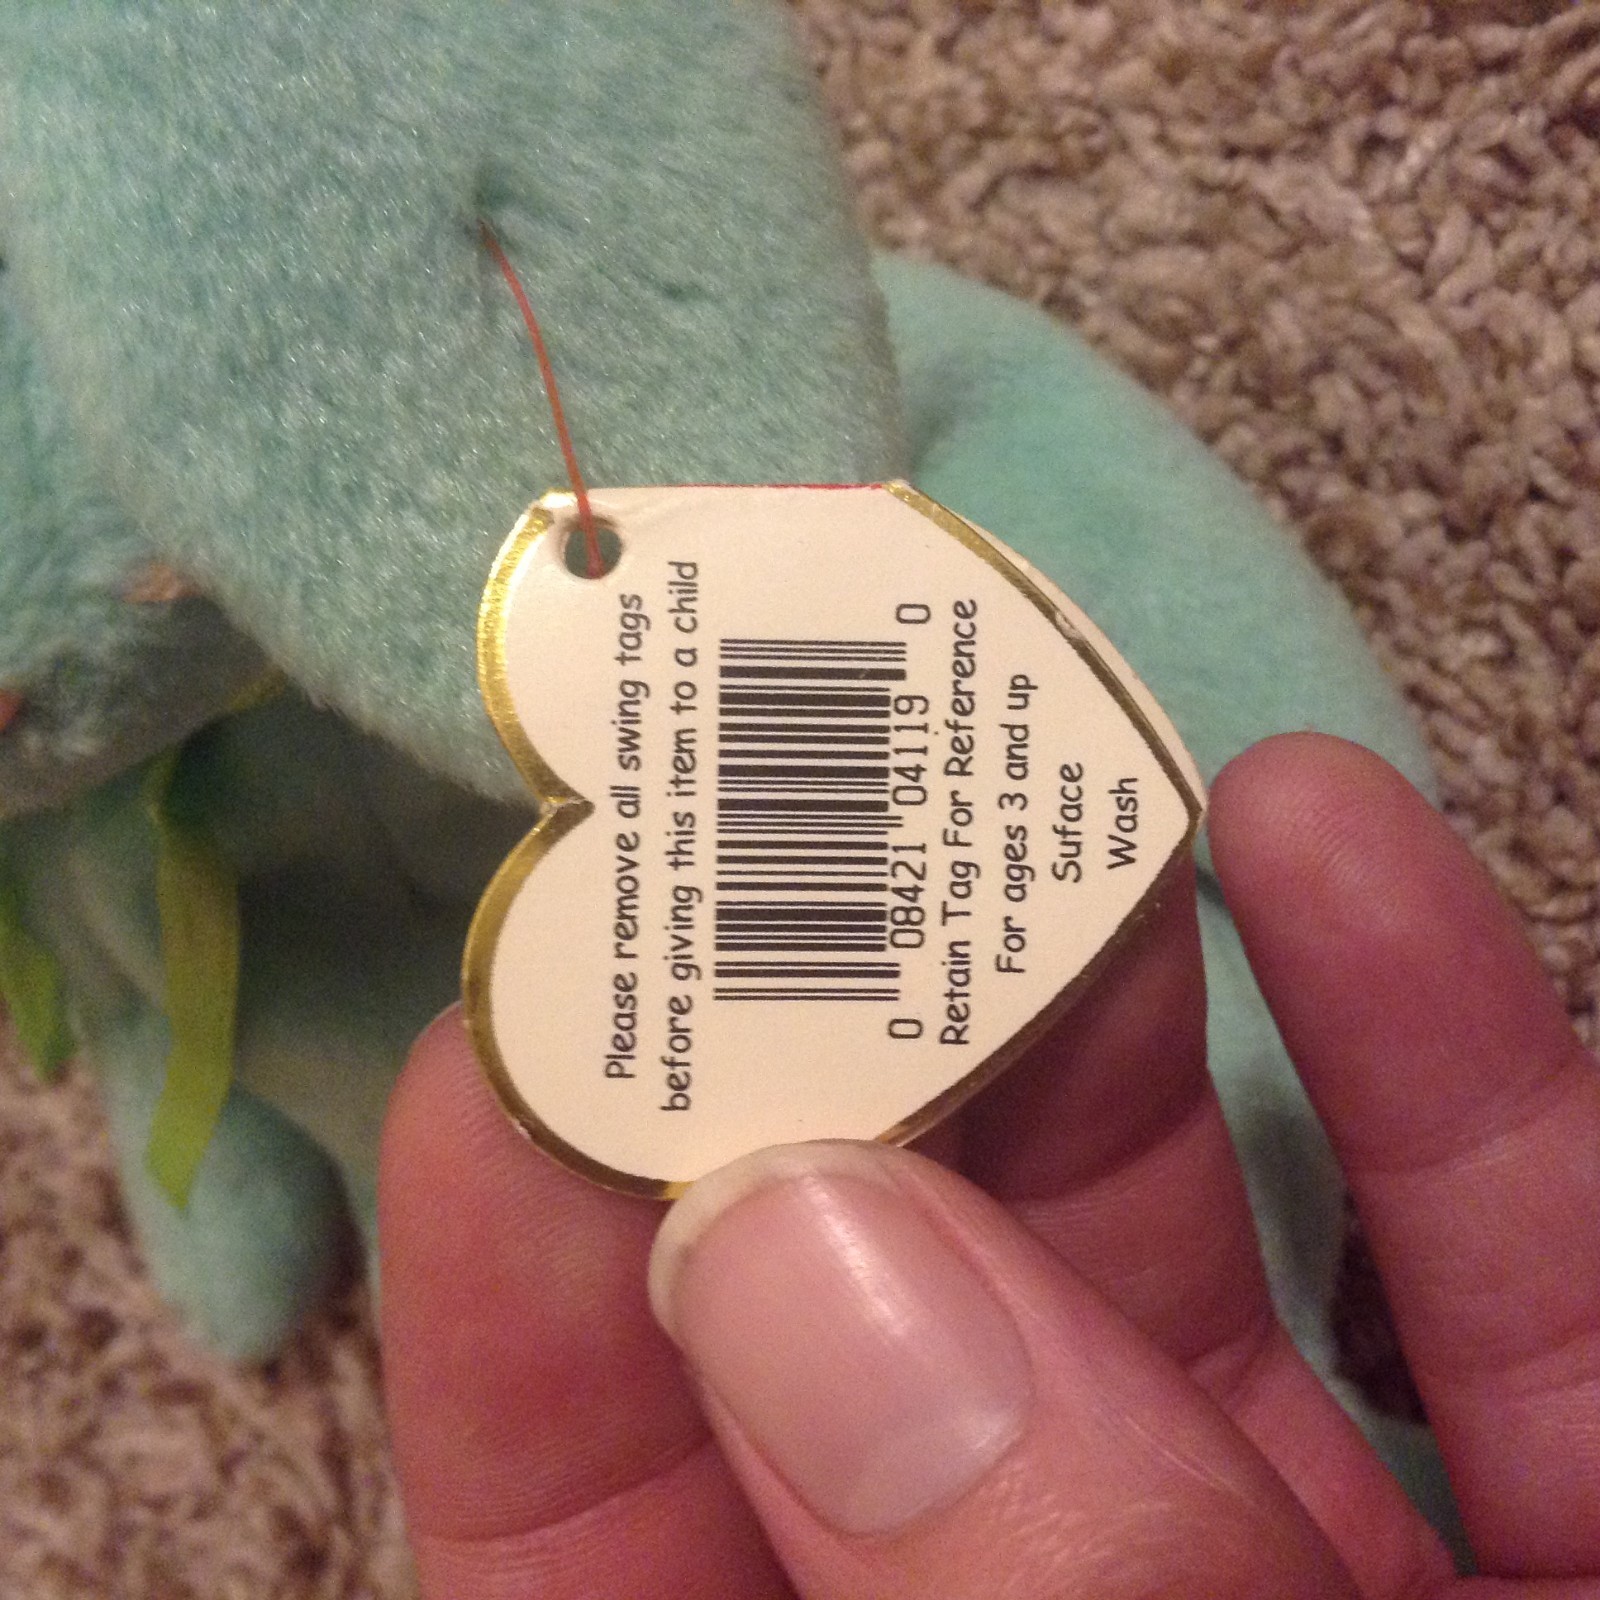 Please remove all swing tags
before giving this item to a child
0 08421 04119 0
Retain Tag For Reference
For ages 3 and up
Suface
Wash